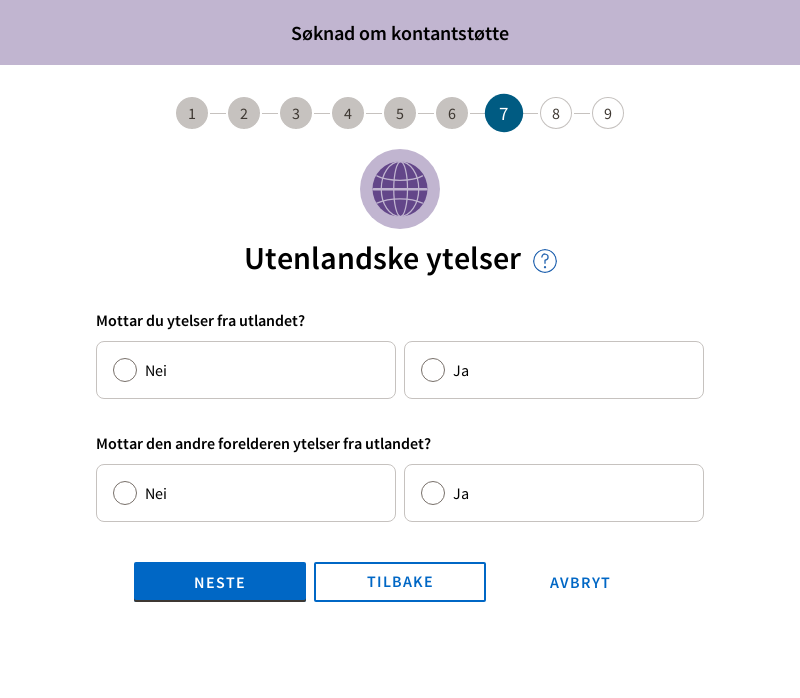 Søknad om kontantstøtte
1 2 3 4 5 6 7 8 9
Utenlandske ytelser ?
Mottar du ytelser fra utlandet?
Nei Ja
Mottar den andre forelderen ytelser fra utlandet?
Nei Ja
NESTE TILBAKE AVBRYT